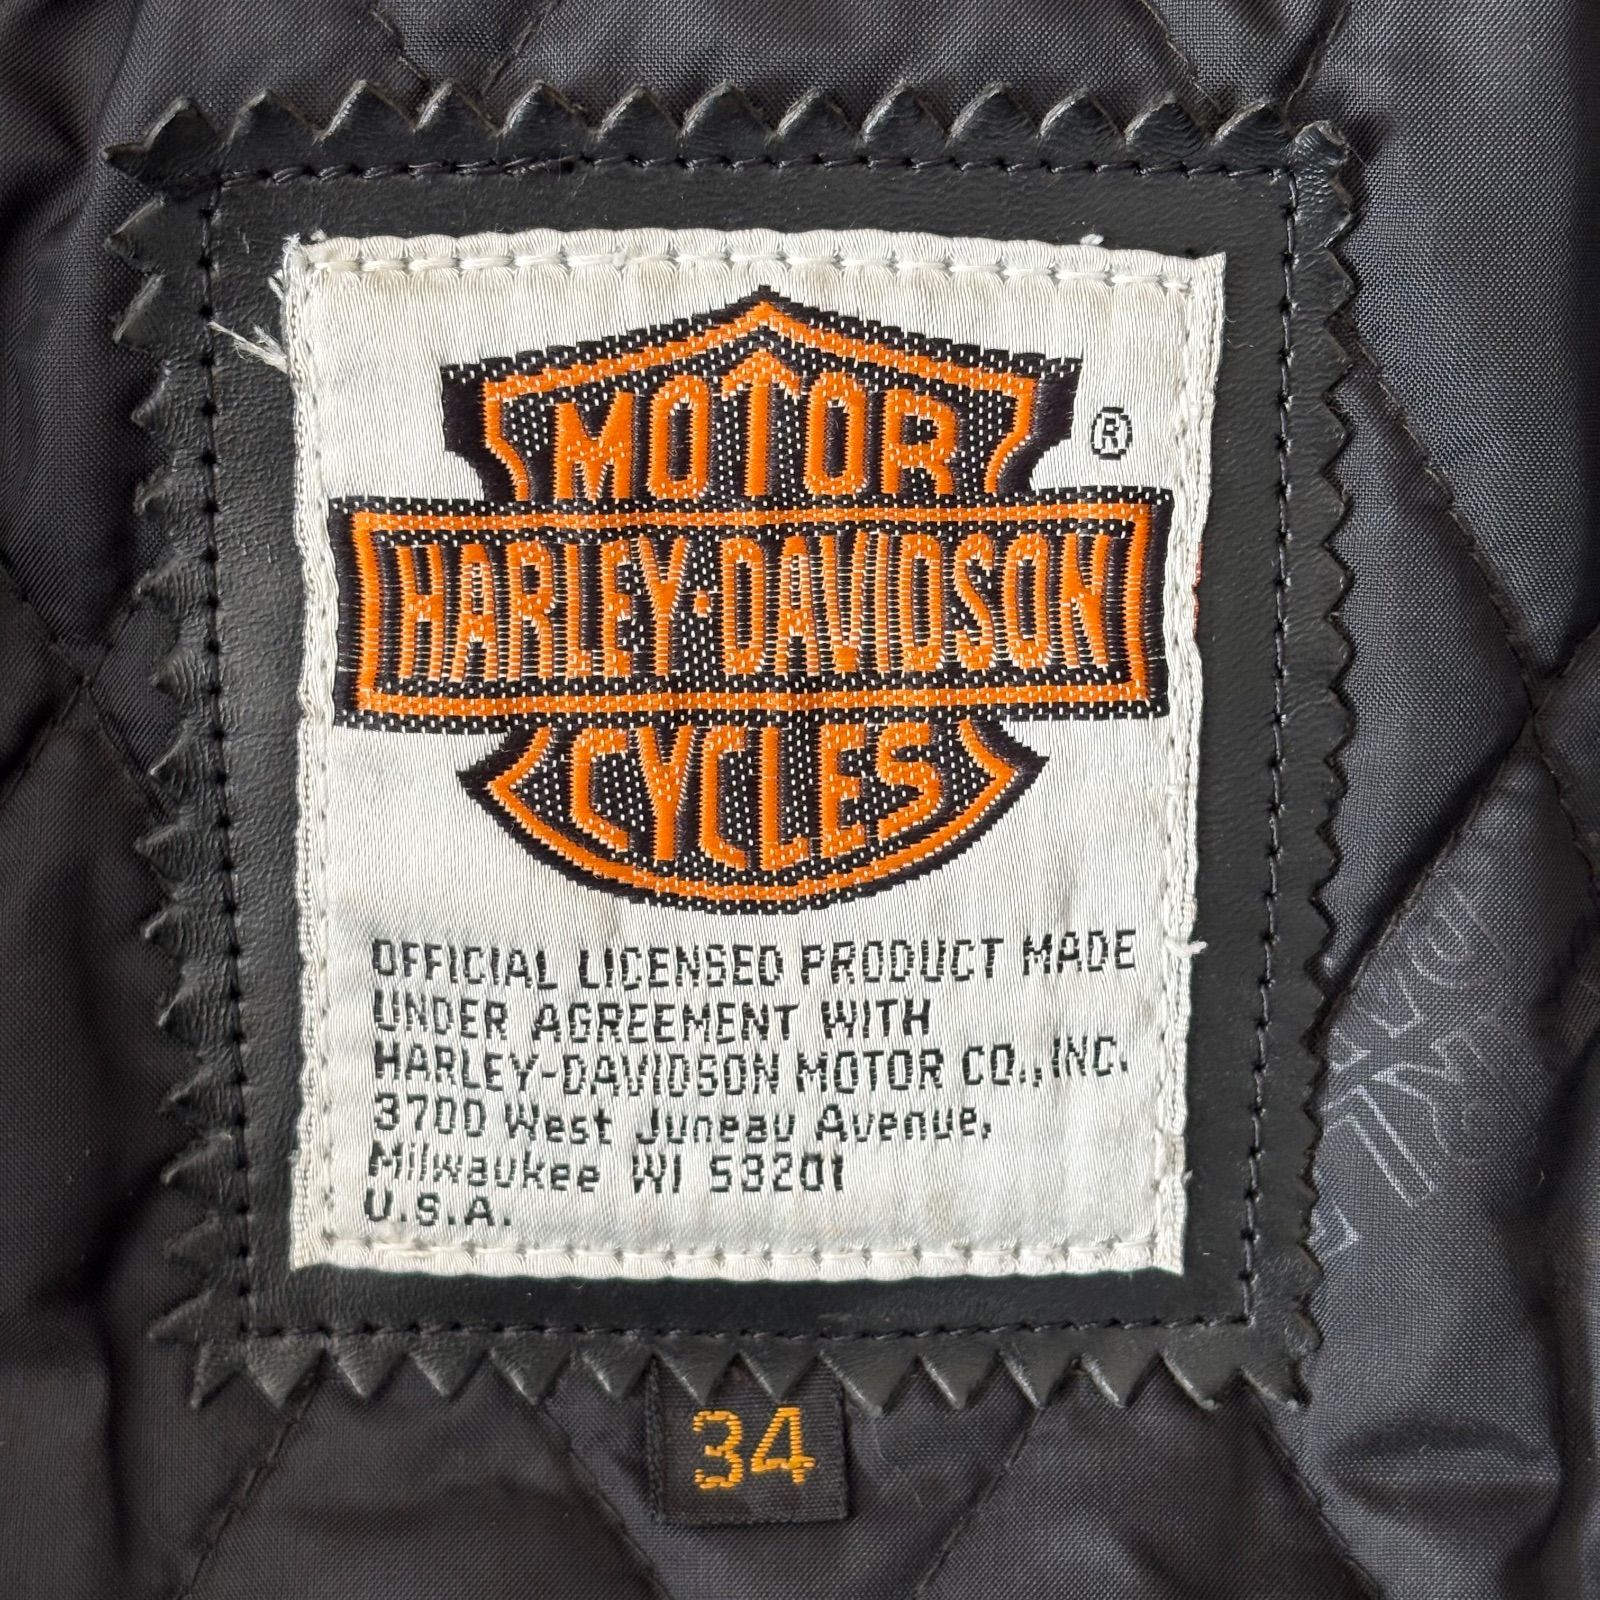 MOTOR
®
HARLEY-DAVIDSON
CYCLES
OFFICIAL LICENSED PRODUCT MADE
UNDER AGREEMENT WITH
HARLEY-DAVIDSON MOTOR CO., INC.
3700 West Juneau Avenue,
Milwaukee WI 53201
U.S.A.
34